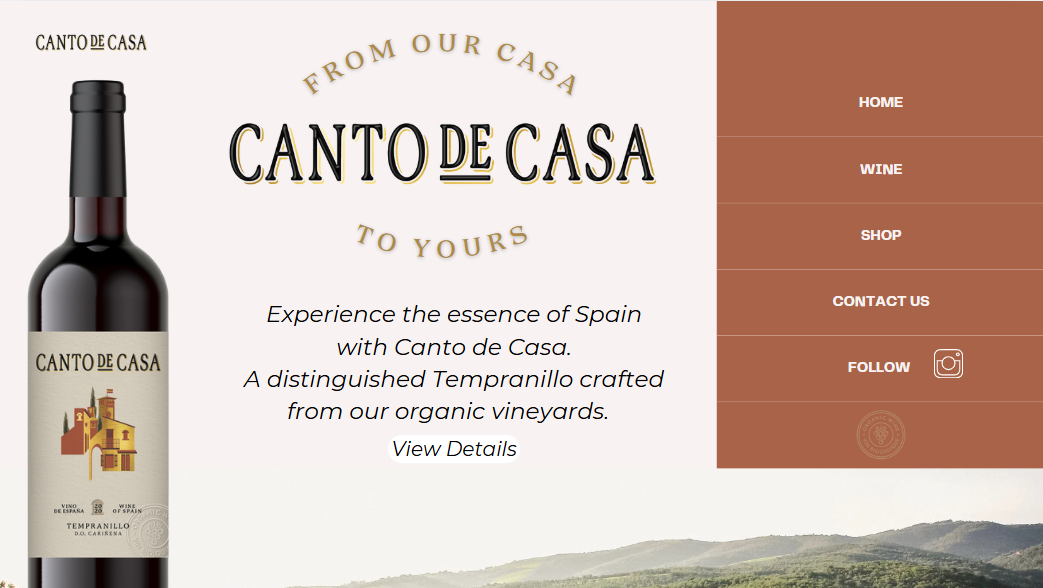 CANTO DE CASA
FROM OUR CASA
CANTO DE CASA
TO YOURS
Experience the essence of Spain
with Canto de Casa.
A distinguished Tempranillo crafted
from our organic vineyards.
View Details
HOME
WINE
SHOP
CONTACT US
FOLLOW
CANTO DE CASA
VINO
DE ESPAÑA
20
20
WINE
OF SPAIN
TEMPRANILLO
D.O. CARIÑENA